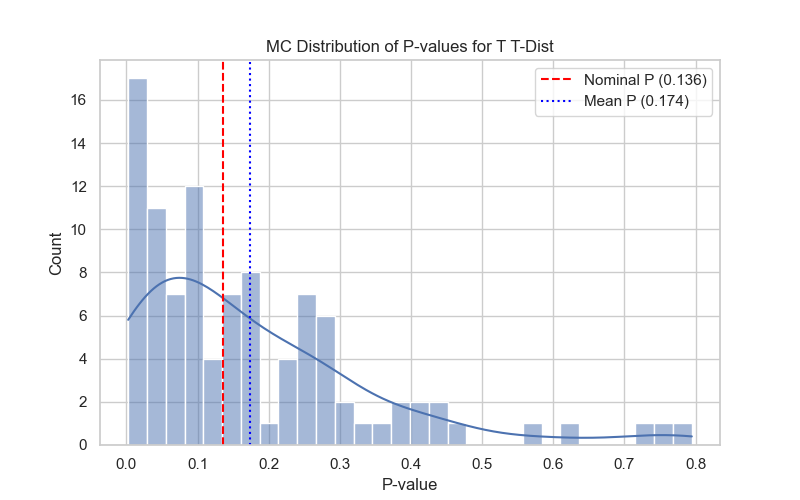 MC Distribution of P-values for T T-Dist
Nominal P (0.136)
Mean P (0.174)
Count
16
14
12
10
8
6
4
2
0
0.0 0.1 0.2 0.3 0.4 0.5 0.6 0.7 0.8
P-value